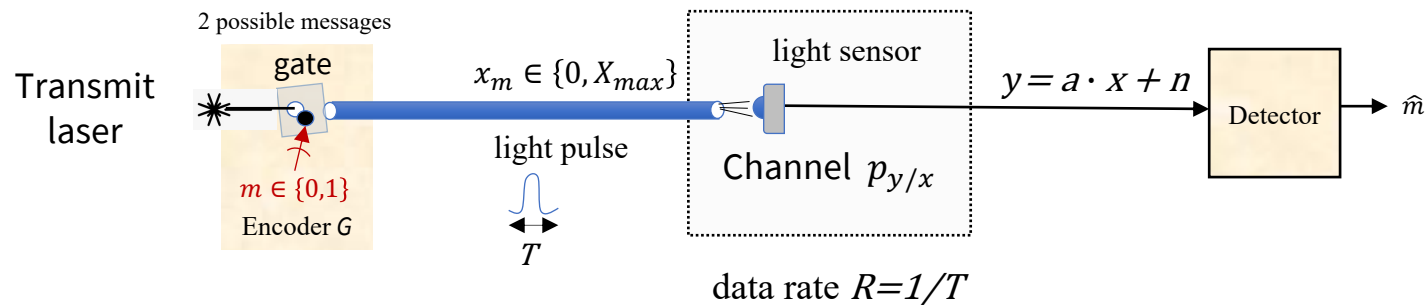 2 possible messages
gate
Transmit
laser
m ∈ {0,1}
Encoder G
x_m ∈ {0, X_max}
light pulse
T
light sensor
Channel p_{y/x}
y = a · x + n
Detector
m̂
data rate R=1/T